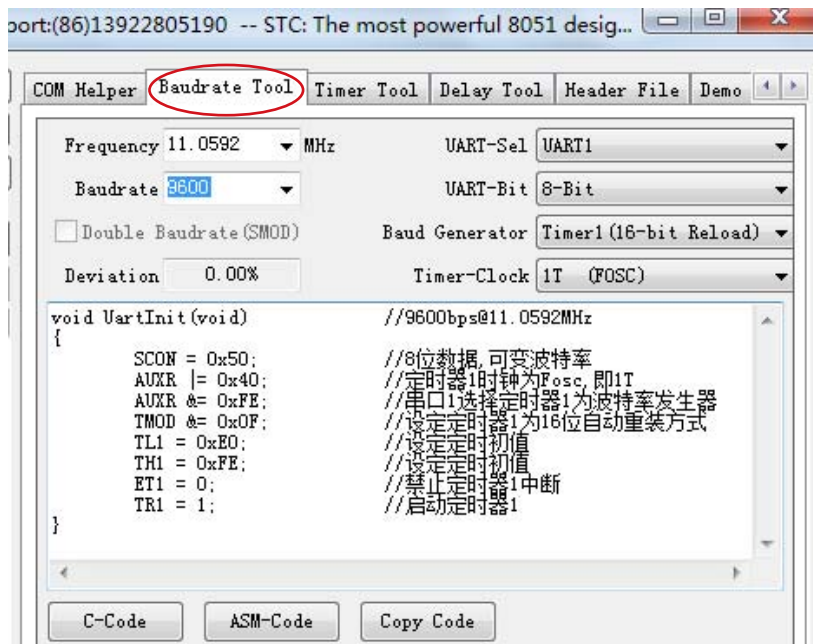 port:(86)13922805190 -- STC: The most powerful 8051 desig...
COM Helper Baudrate Tool Timer Tool Delay Tool Header File Demo
Frequency 11.0592 MHz UART-Sel UART1
Baudrate 9600 UART-Bit 8-Bit
Double Baudrate(SMOD) Baud Generator Timer1(16-bit Reload)
Deviation 0.00% Timer-Clock 1T (FOSC)
void UartInit(void) //9600bps@11.0592MHz
{
SCON = 0x50; //8位数据,可变波特率
AUXR |= 0x40; //定时器1时钟为Fosc,即1T
AUXR &= 0xFE; //串口1选择定时器1为波特率发生器
TMOD &= 0x0F; //设定定时器1为16位自动重装方式
TL1 = 0xE0; //设定定时初值
TH1 = 0xFE; //设定定时初值
ET1 = 0; //禁止定时器1中断
TR1 = 1; //启动定时器1
}
C-Code ASM-Code Copy Code